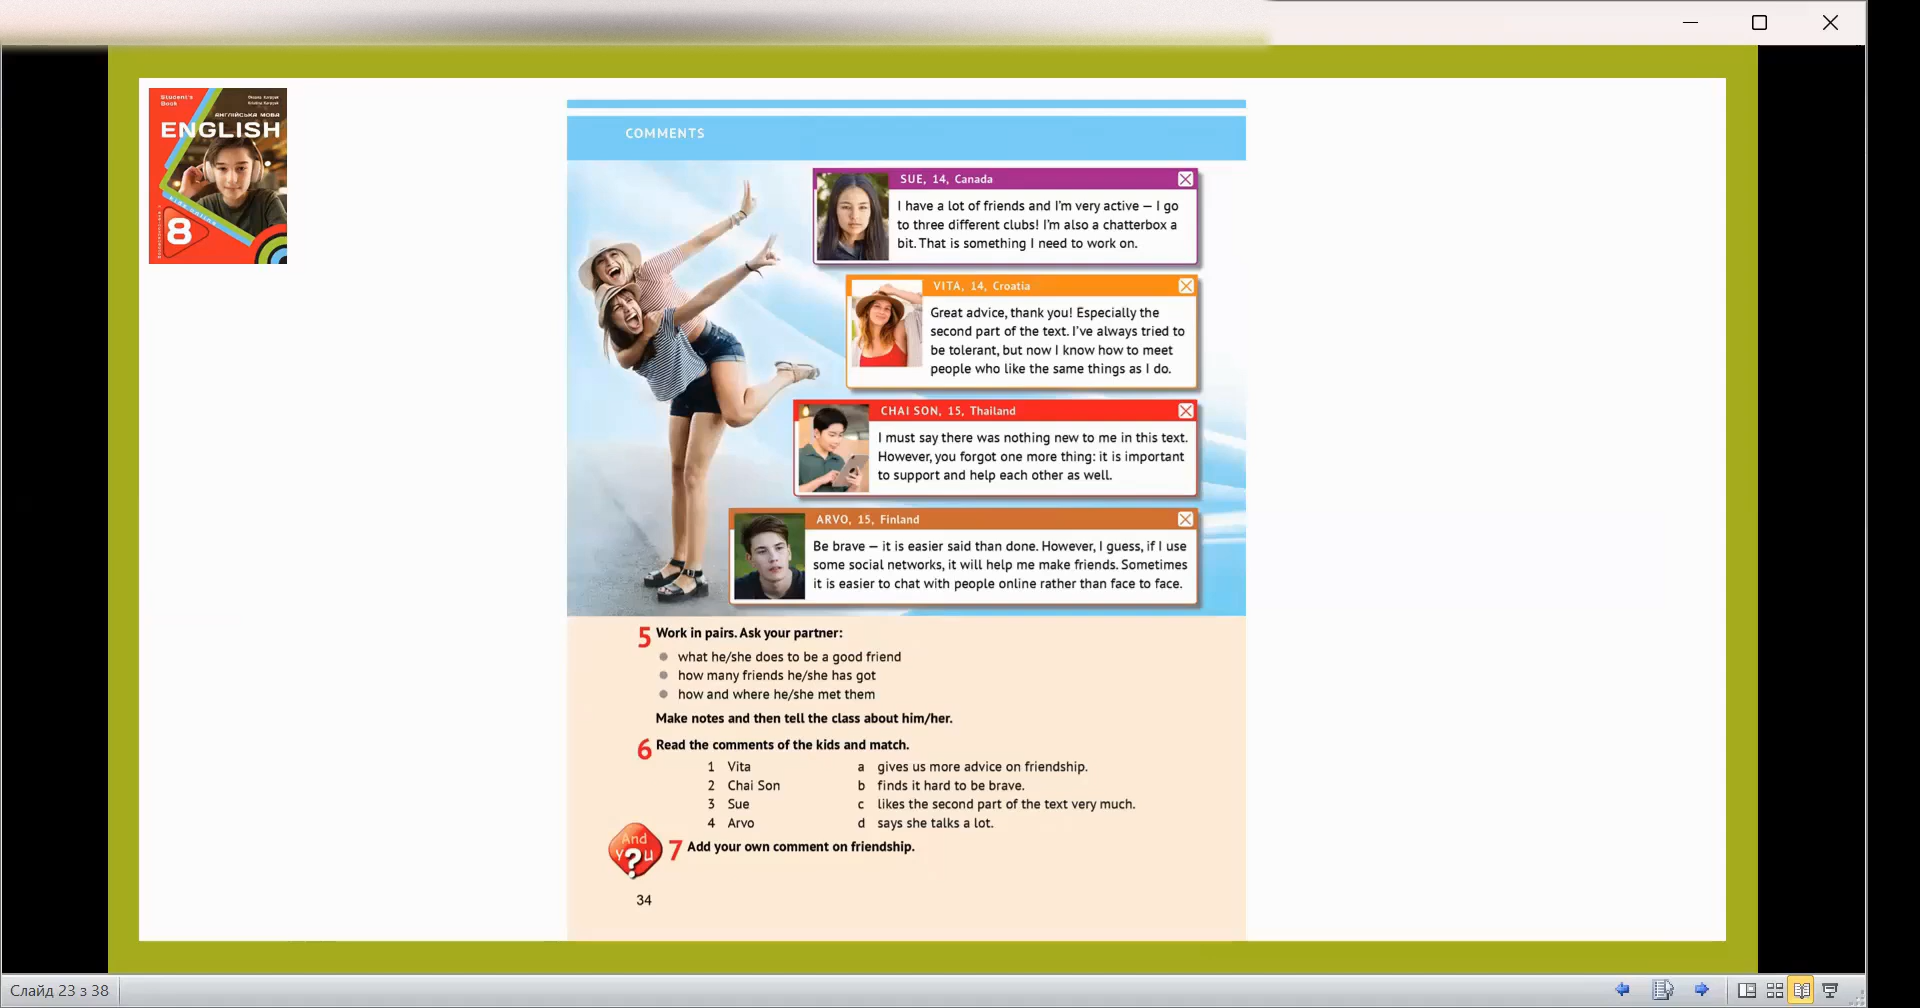 Student's
Book
АНГЛІЙСЬКА МОВА
ENGLISH
8
COMMENTS
SUE, 14, Canada
I have a lot of friends and I'm very active – I go
to three different clubs! I'm also a chatterbox a
bit. That is something I need to work on.
VITA, 14, Croatia
Great advice, thank you! Especially the
second part of the text. I've always tried to
be tolerant, but now I know how to meet
people who like the same things as I do.
CHAI SON, 15, Thailand
I must say there was nothing new to me in this text.
However, you forgot one more thing: it is important
to support and help each other as well.
ARVO, 15, Finland
Be brave – it is easier said than done. However, I guess, if I use
some social networks, it will help me make friends. Sometimes
it is easier to chat with people online rather than face to face.
5 Work in pairs. Ask your partner:
what he/she does to be a good friend
how many friends he/she has got
how and where he/she met them
Make notes and then tell the class about him/her.
6 Read the comments of the kids and match.
1 Vita a gives us more advice on friendship.
2 Chai Son b finds it hard to be brave.
3 Sue c likes the second part of the text very much.
4 Arvo d says she talks a lot.
And
y?u
7 Add your own comment on friendship.
34
Слайд 23 з 38